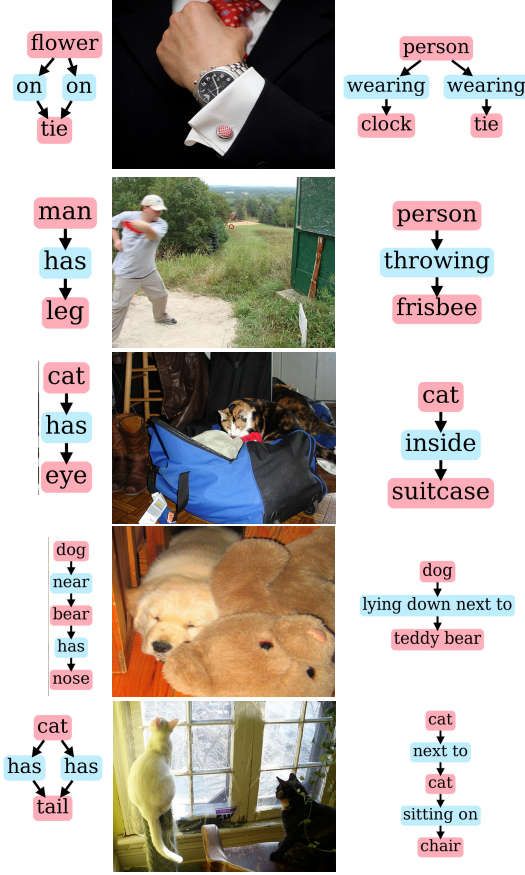 flower
on on
tie
person
wearing wearing
clock tie
man
has
leg
person
throwing
frisbee
cat
has
eye
cat
inside
suitcase
dog
near
bear
has
nose
dog
lying down next to
teddy bear
cat
has has
tail
cat
next to
cat
sitting on
chair